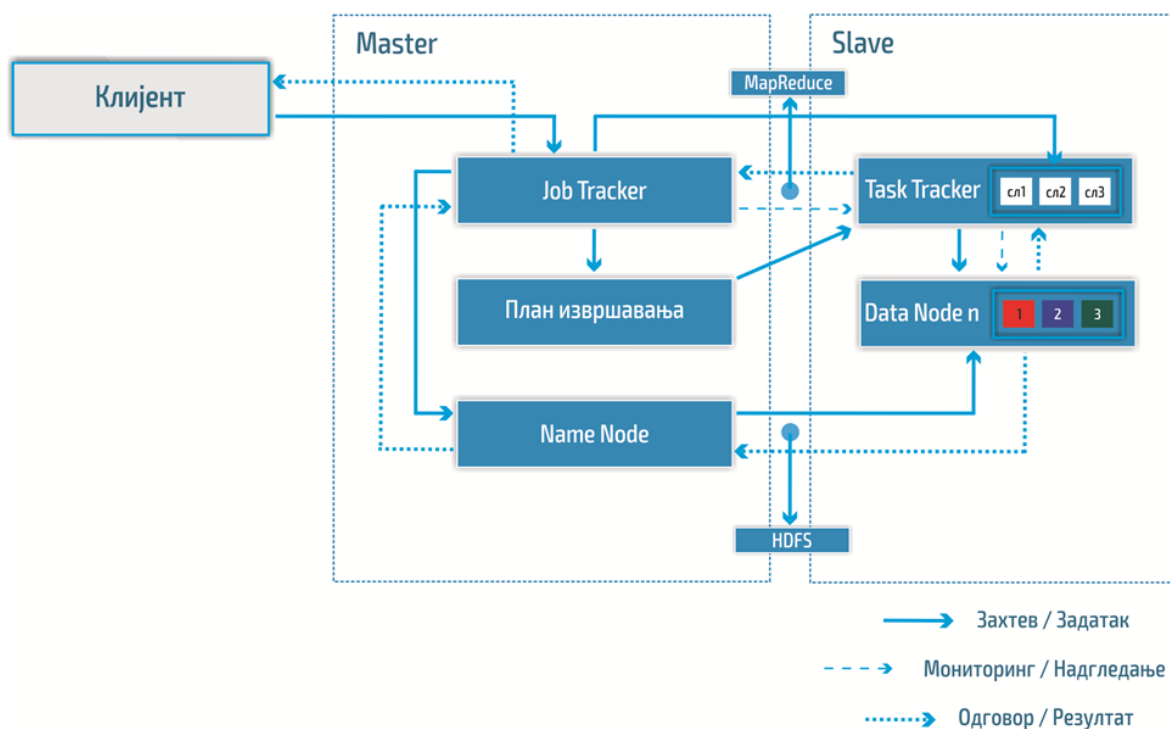 Master
Slave
Клијент
MapReduce
Job Tracker
Task Tracker
сл1
сл2
сл3
План извршавања
Data Node n
1
2
3
Name Node
HDFS
Захтев / Задатак
Мониторинг / Надгледање
Одговор / Резултат